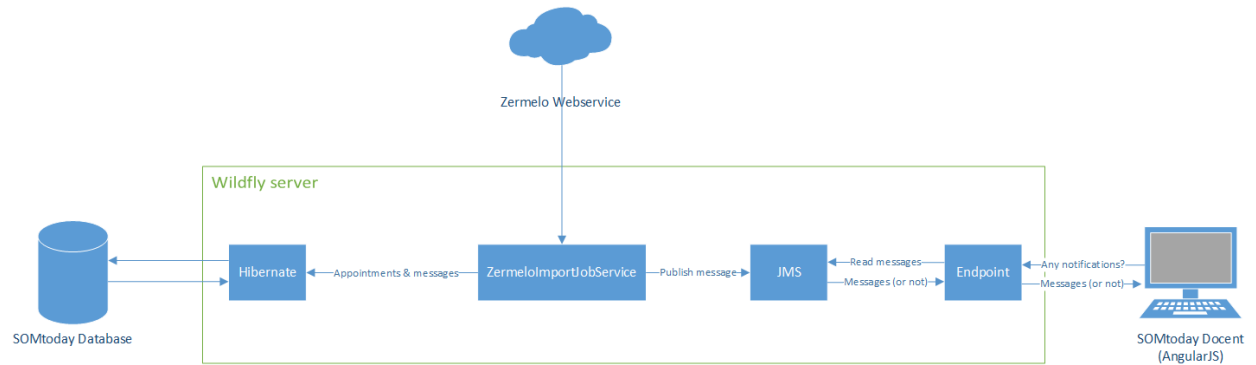 Zermelo Webservice
Wildfly server
Hibernate
Appointments & messages
ZermeloImportJobService
Publish message
JMS
Read messages
Messages (or not)
Endpoint
Any notifications?
Messages (or not)
SOMtoday Database
SOMtoday Docent
(AngularJS)